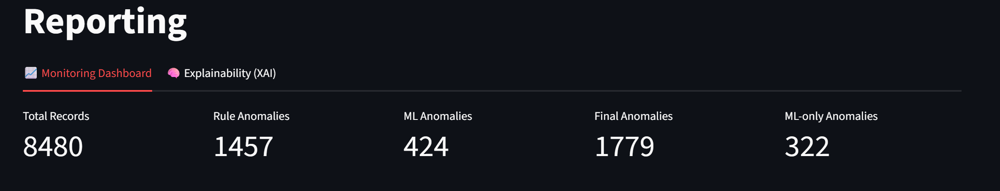 Reporting
📈 Monitoring Dashboard 🧠 Explainability (XAI)
Total Records Rule Anomalies ML Anomalies Final Anomalies ML-only Anomalies
8480 1457 424 1779 322